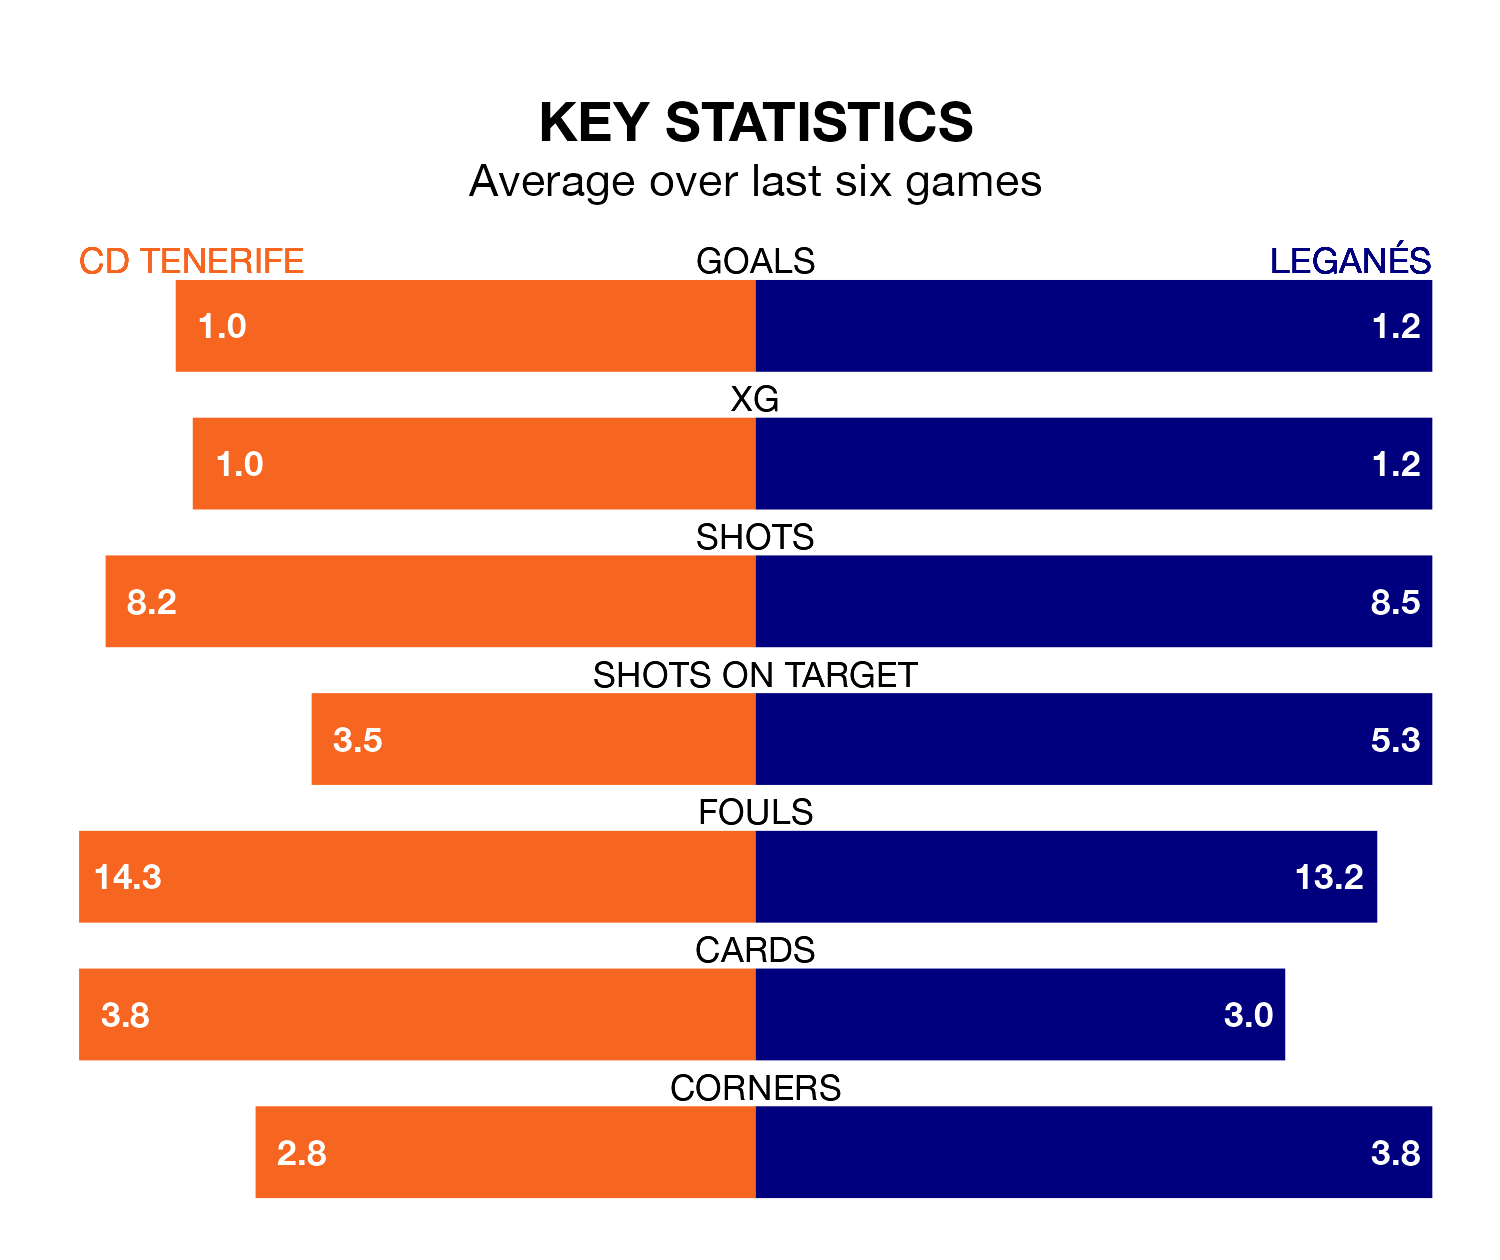 KEY STATISTICS
Average over last six games
CD TENERIFE GOALS LEGANÉS
1.0 1.2
XG
1.0 1.2
SHOTS
8.2 8.5
SHOTS ON TARGET
3.5 5.3
FOULS
14.3 13.2
CARDS
3.8 3.0
CORNERS
2.8 3.8